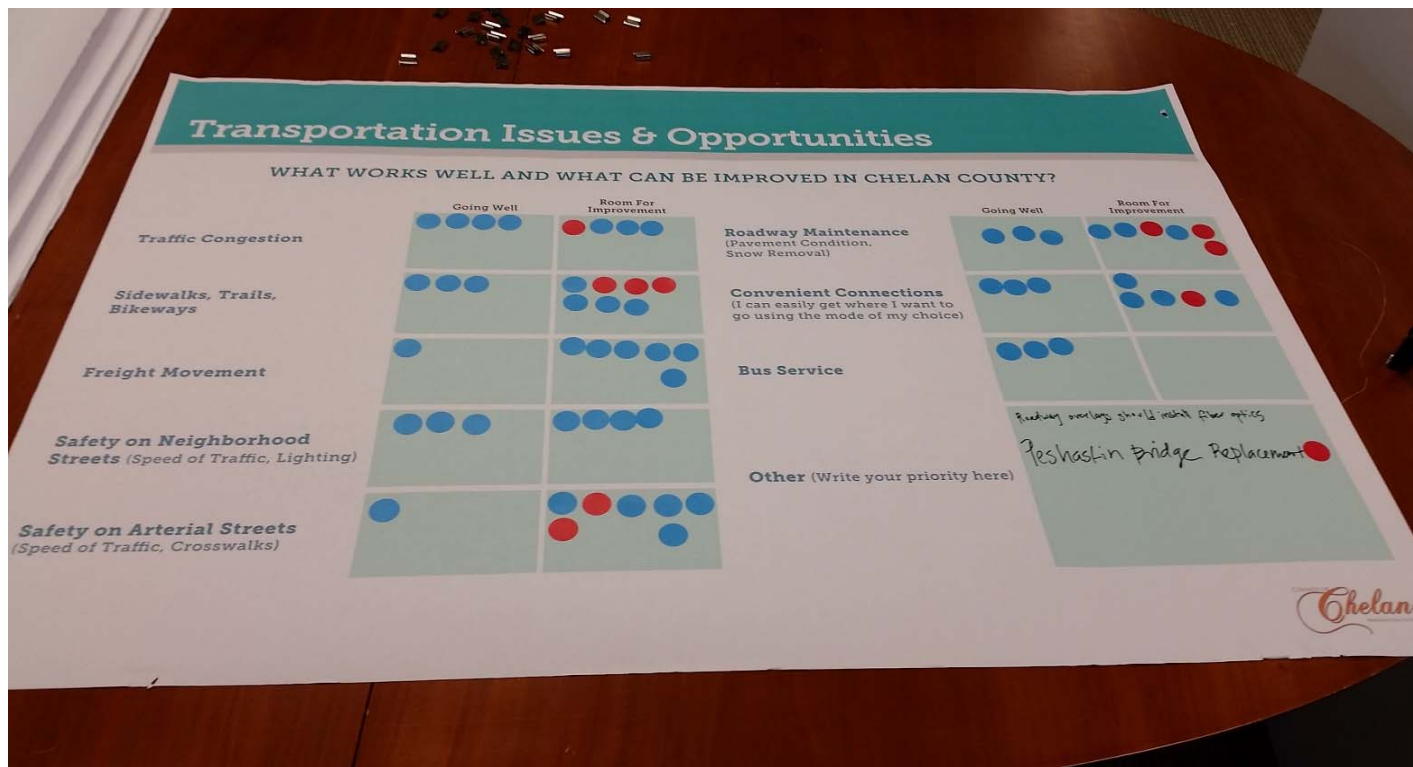 Transportation Issues & Opportunities
WHAT WORKS WELL AND WHAT CAN BE IMPROVED IN CHELAN COUNTY?
Going Well
Room For
Improvement
Traffic Congestion
Sidewalks, Trails,
Bikeways
Freight Movement
Safety on Neighborhood
Streets (Speed of Traffic, Lighting)
Safety on Arterial Streets
(Speed of Traffic, Crosswalks)
Going Well
Room For
Improvement
Roadway Maintenance
(Pavement Condition,
Snow Removal)
Convenient Connections
(I can easily get where I want to
go using the mode of my choice)
Bus Service
Other (Write your priority here)
Roadway overlays should install fiber optics
Peshastin Bridge Replacement
Chelan